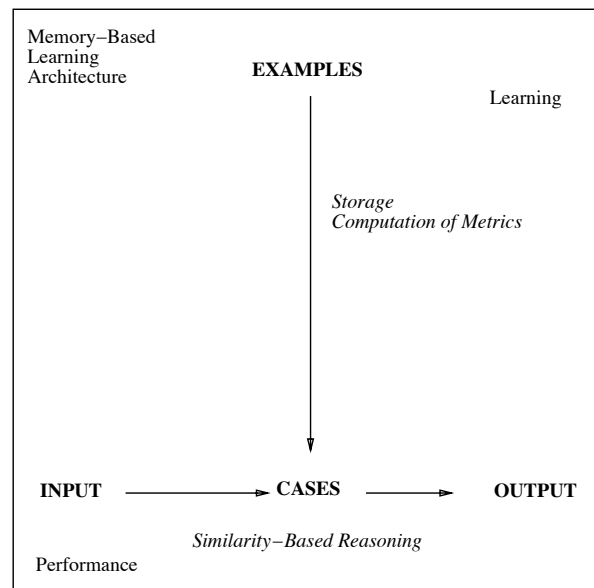 Memory−Based
Learning
Architecture
EXAMPLES
Learning
Storage
Computation of Metrics
INPUT
CASES
OUTPUT
Similarity−Based Reasoning
Performance